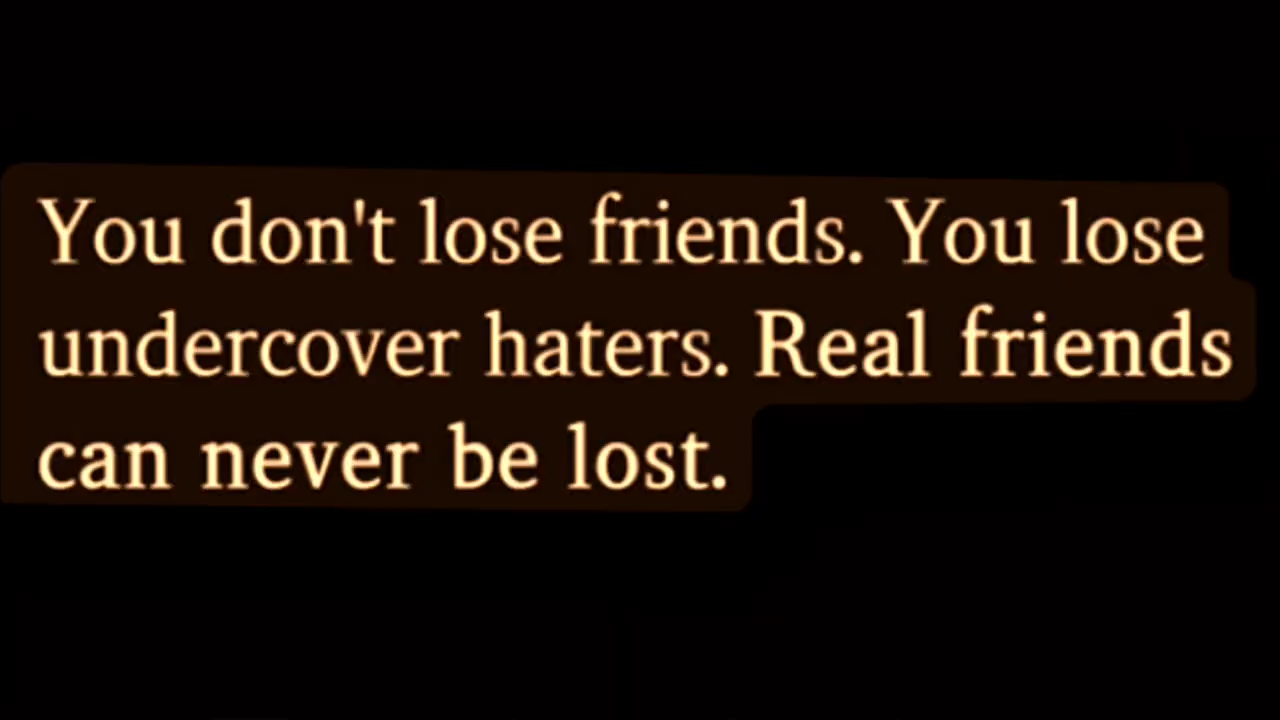 You don't lose friends. You lose
undercover haters. Real friends
can never be lost.